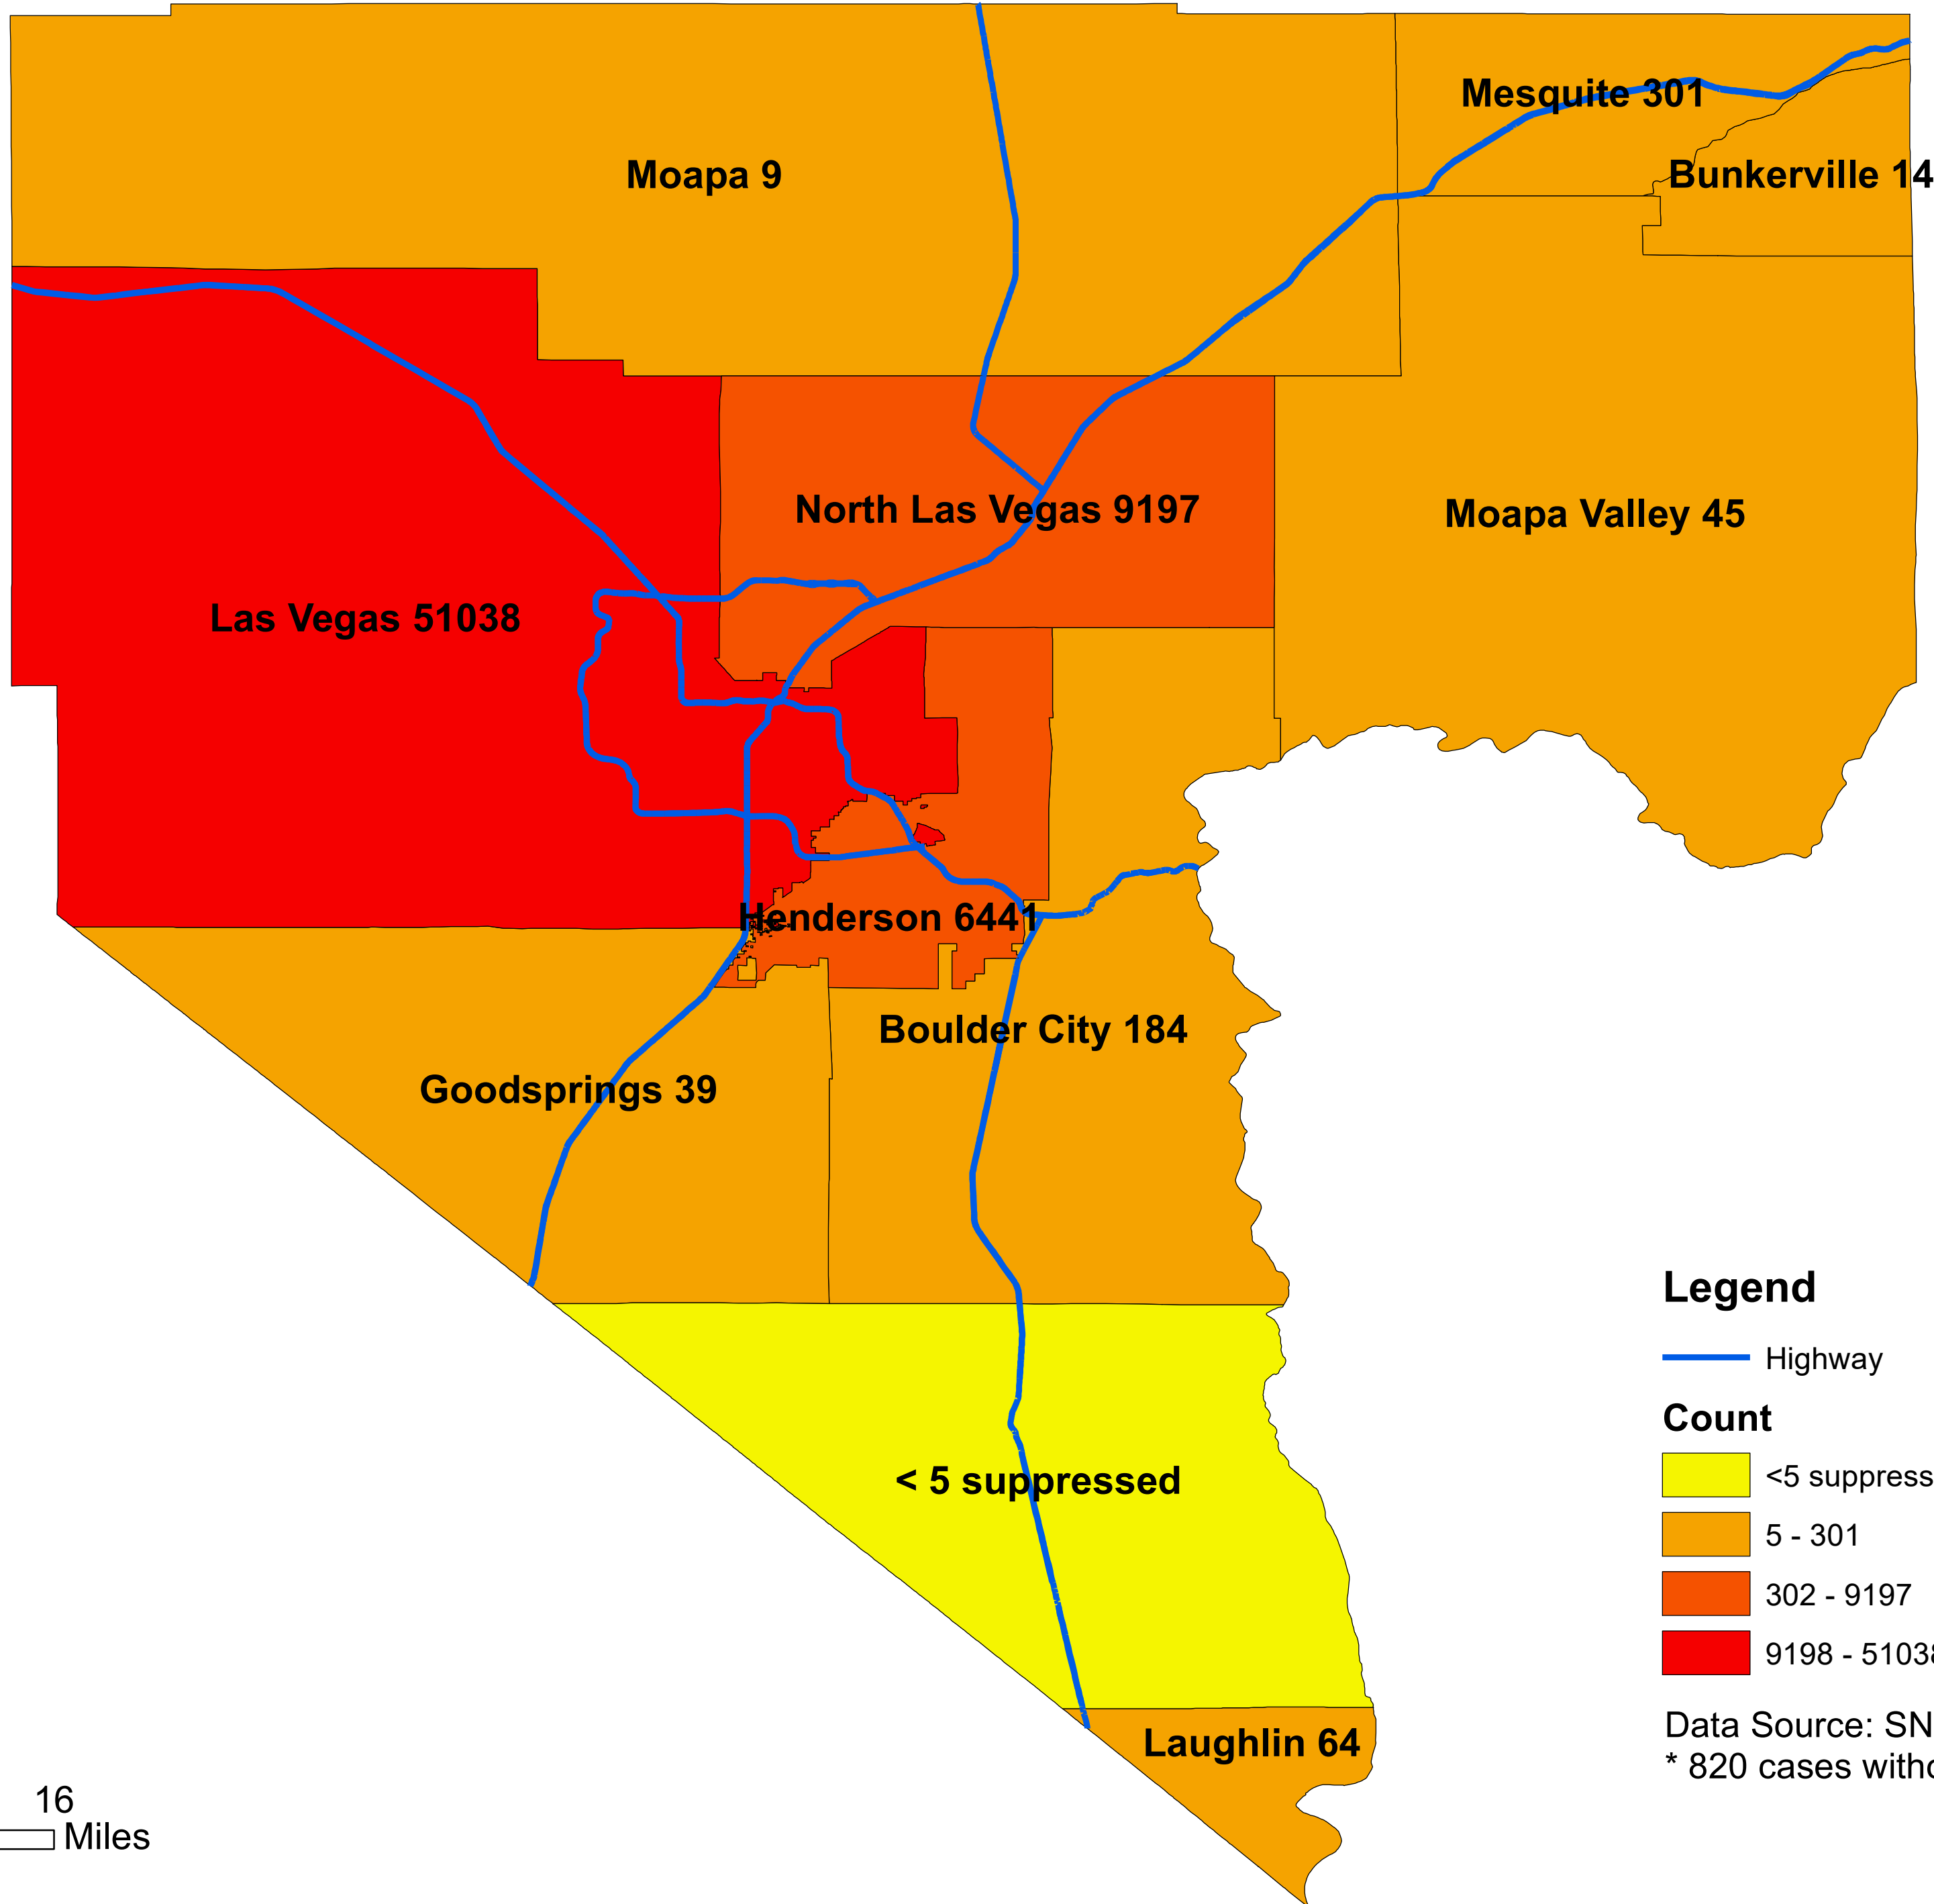 Mesquite 301
Moapa 9
Bunkerville 14
North Las Vegas 9197
Moapa Valley 45
Las Vegas 51038
Henderson 6441
Boulder City 184
Goodsprings 39
< 5 suppressed
Laughlin 64
Legend
Highway
Count
<5 suppress
5 - 301
302 - 9197
9198 - 51038
Data Source: SN
* 820 cases witho
16
Miles